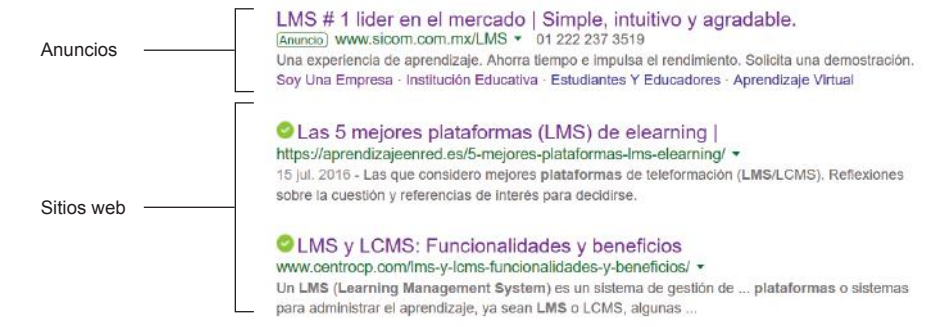 LMS # 1 lider en el mercado | Simple, intuitivo y agradable.
Anuncio www.sicom.com.mx/LMS 01 222 237 3519
Anuncios
Una experiencia de aprendizaje. Ahorra tiempo e impulsa el rendimiento. Solicita una demostración.
Soy Una Empresa · Institución Educativa · Estudiantes Y Educadores · Aprendizaje Virtual
Las 5 mejores plataformas (LMS) de elearning |
https://aprendizajeenred.es/5-mejores-plataformas-lms-elearning/
15 jul. 2016 - Las que considero mejores plataformas de teleformación (LMS/LCMS). Reflexiones
sobre la cuestión y referencias de interés para decidirse.
Sitios web
LMS y LCMS: Funcionalidades y beneficios
www.centrocp.com/lms-y-lcms-funcionalidades-y-beneficios/
Un LMS (Learning Management System) es un sistema de gestión de ... plataformas o sistemas
para administrar el aprendizaje, ya sean LMS o LCMS, algunas ...